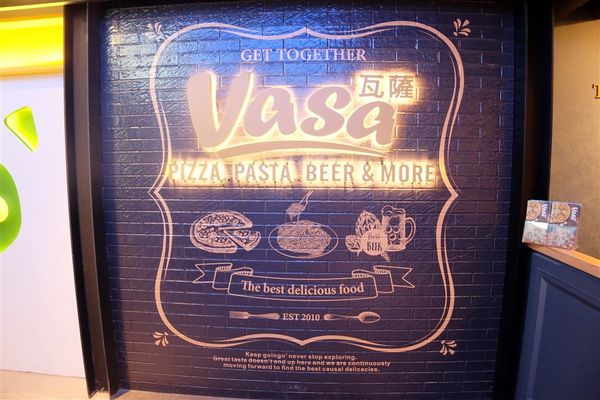 GET TOGETHER
Vasa 瓦薩
PIZZA . PASTA . BEER & MORE
BEER
The best delicious food
EST 2010
Keep goingn' never stop exploring.
Great taste doesn't end up here and we are continuously
moving forward to find the best causal delicacies.